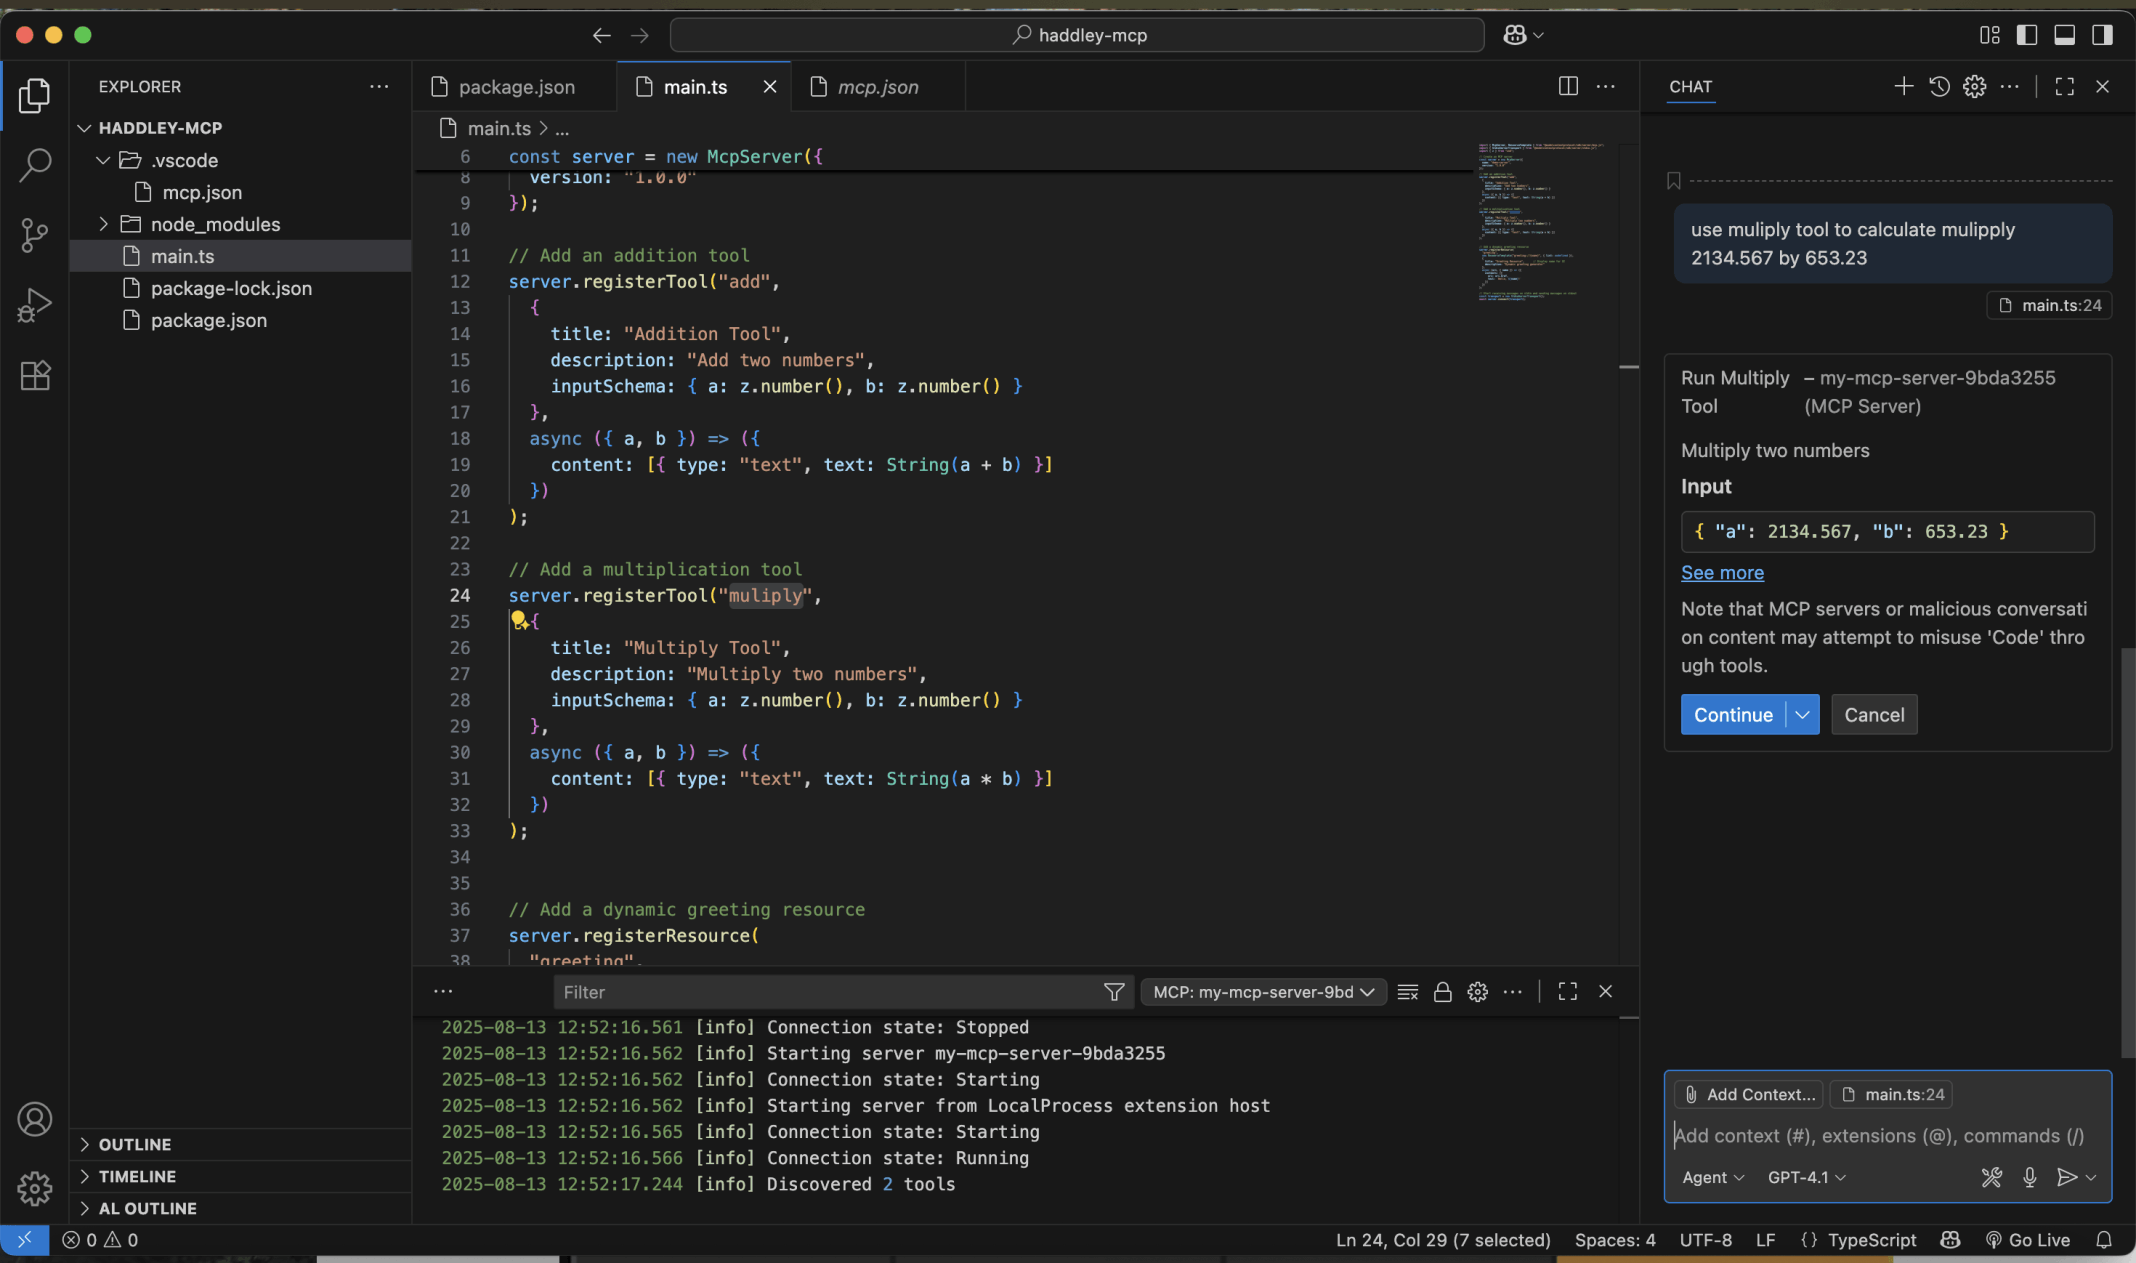 haddley-mcp
EXPLORER
HADDLEY-MCP
.vscode
mcp.json
node_modules
main.ts
package-lock.json
package.json
OUTLINE
TIMELINE
AL OUTLINE
package.json
main.ts
mcp.json
main.ts > ...
6 const server = new McpServer({
8 version: "1.0.0"
9 });
10
11 // Add an addition tool
12 server.registerTool("add",
13 {
14 title: "Addition Tool",
15 description: "Add two numbers",
16 inputSchema: { a: z.number(), b: z.number() }
17 },
18 async ({ a, b }) => ({
19 content: [{ type: "text", text: String(a + b) }]
20 })
21 );
22
23 // Add a multiplication tool
24 server.registerTool("muliply",
25 {
26 title: "Multiply Tool",
27 description: "Multiply two numbers",
28 inputSchema: { a: z.number(), b: z.number() }
29 },
30 async ({ a, b }) => ({
31 content: [{ type: "text", text: String(a * b) }]
32 })
33 );
34
35
36 // Add a dynamic greeting resource
37 server.registerResource(
38 "greeting",
Filter
MCP: my-mcp-server-9bd
2025-08-13 12:52:16.561 [info] Connection state: Stopped
2025-08-13 12:52:16.562 [info] Starting server my-mcp-server-9bda3255
2025-08-13 12:52:16.562 [info] Connection state: Starting
2025-08-13 12:52:16.562 [info] Starting server from LocalProcess extension host
2025-08-13 12:52:16.565 [info] Connection state: Starting
2025-08-13 12:52:16.566 [info] Connection state: Running
2025-08-13 12:52:17.244 [info] Discovered 2 tools
CHAT
use muliply tool to calculate mulipply
2134.567 by 653.23
main.ts:24
Run Multiply – my-mcp-server-9bda3255
Tool (MCP Server)
Multiply two numbers
Input
{ "a": 2134.567, "b": 653.23 }
See more
Note that MCP servers or malicious conversati
on content may attempt to misuse 'Code' thro
ugh tools.
Continue
Cancel
Add Context...
main.ts:24
Add context (#), extensions (@), commands (/)
Agent
GPT-4.1
0 0
Ln 24, Col 29 (7 selected)
Spaces: 4
UTF-8
LF
{} TypeScript
Go Live